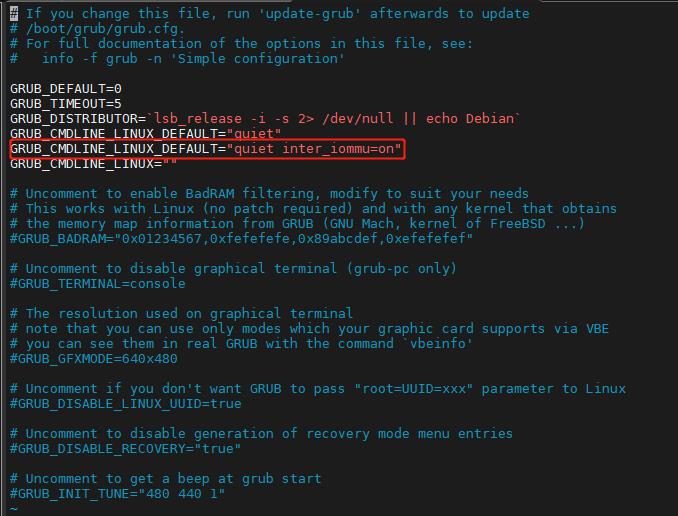 # If you change this file, run 'update-grub' afterwards to update
# /boot/grub/grub.cfg.
# For full documentation of the options in this file, see:
#   info -f grub -n 'Simple configuration'
GRUB_DEFAULT=0
GRUB_TIMEOUT=5
GRUB_DISTRIBUTOR=`lsb_release -i -s 2> /dev/null || echo Debian`
GRUB_CMDLINE_LINUX_DEFAULT="quiet"
GRUB_CMDLINE_LINUX_DEFAULT="quiet inter_iommu=on"
GRUB_CMDLINE_LINUX=""
# Uncomment to enable BadRAM filtering, modify to suit your needs
# This works with Linux (no patch required) and with any kernel that obtains
# the memory map information from GRUB (GNU Mach, kernel of FreeBSD ...)
#GRUB_BADRAM="0x01234567,0xfefefefe,0x89abcdef,0xefefefef"
# Uncomment to disable graphical terminal (grub-pc only)
#GRUB_TERMINAL=console
# The resolution used on graphical terminal
# note that you can use only modes which your graphic card supports via VBE
# you can see them in real GRUB with the command `vbeinfo'
#GRUB_GFXMODE=640x480
# Uncomment if you don't want GRUB to pass "root=UUID=xxx" parameter to Linux
#GRUB_DISABLE_LINUX_UUID=true
# Uncomment to disable generation of recovery mode menu entries
#GRUB_DISABLE_RECOVERY="true"
# Uncomment to get a beep at grub start
#GRUB_INIT_TUNE="480 440 1"
~